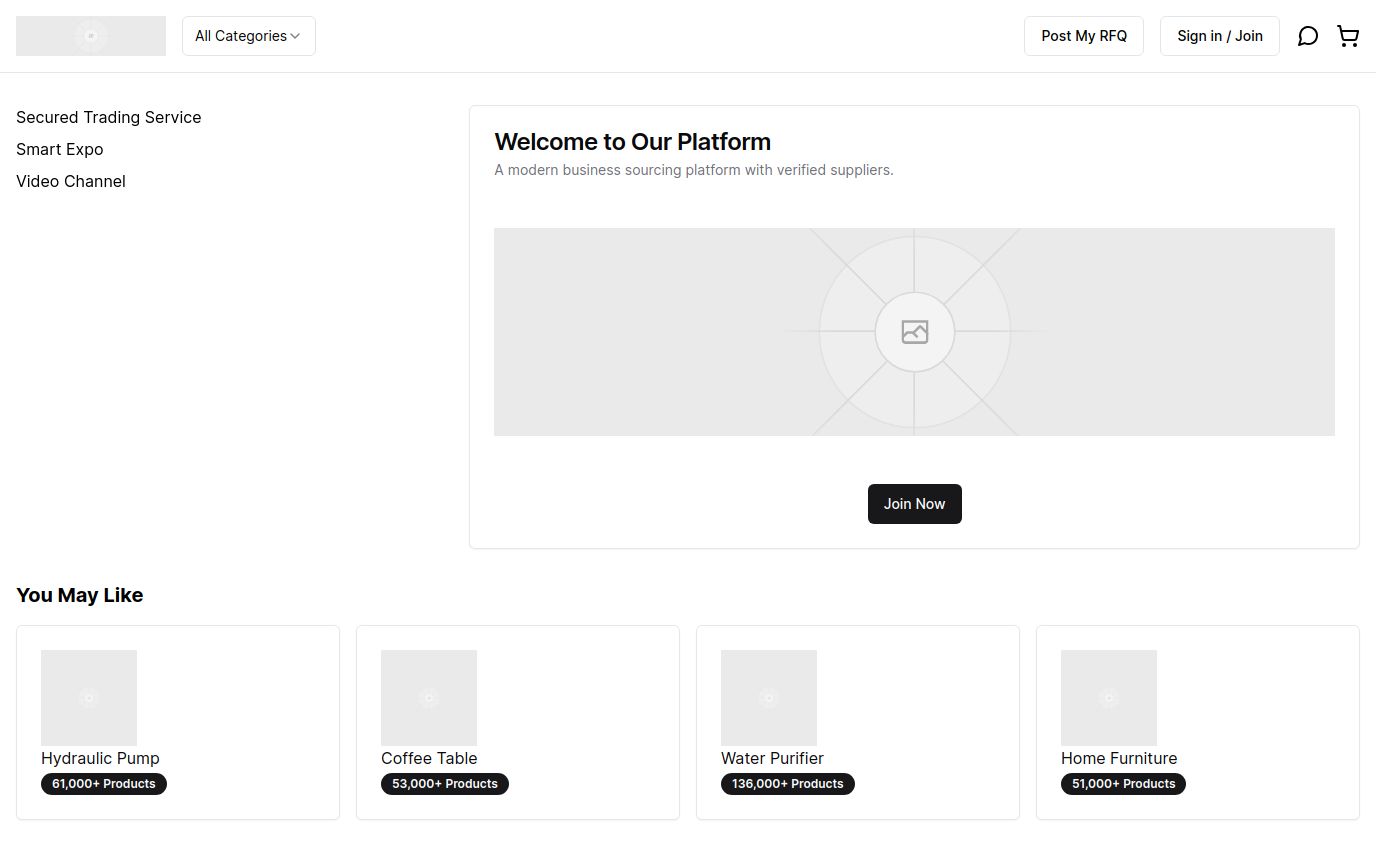 All Categories
Post My RFQ
Sign in / Join
Secured Trading Service
Smart Expo
Video Channel
Welcome to Our Platform
A modern business sourcing platform with verified suppliers.
Join Now
You May Like
Hydraulic Pump
61,000+ Products
Coffee Table
53,000+ Products
Water Purifier
136,000+ Products
Home Furniture
51,000+ Products